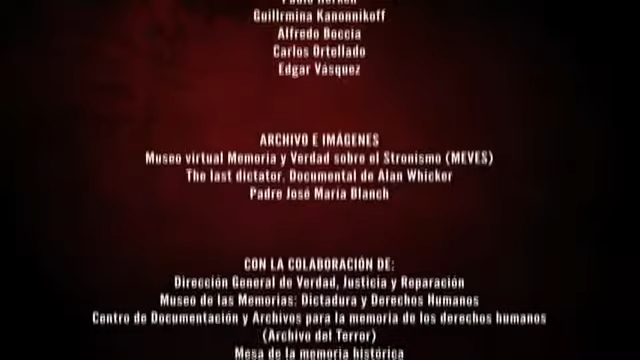 Guillrmina Kanonnikoff
Alfredo Boccia
Carlos Ortellado
Edgar Vásquez
ARCHIVO E IMÁGENES
Museo virtual Memoria y Verdad sobre el Stronismo (MEVES)
The last dictator. Documental de Alan Whicker
Padre José María Blanch
CON LA COLABORACIÓN DE:
Dirección General de Verdad, Justicia y Reparación
Museo de las Memorias: Dictadura y Derechos Humanos
Centro de Documentación y Archivos para la memoria de los derechos humanos
(Archivo del Terror)
Mesa de la memoria histórica